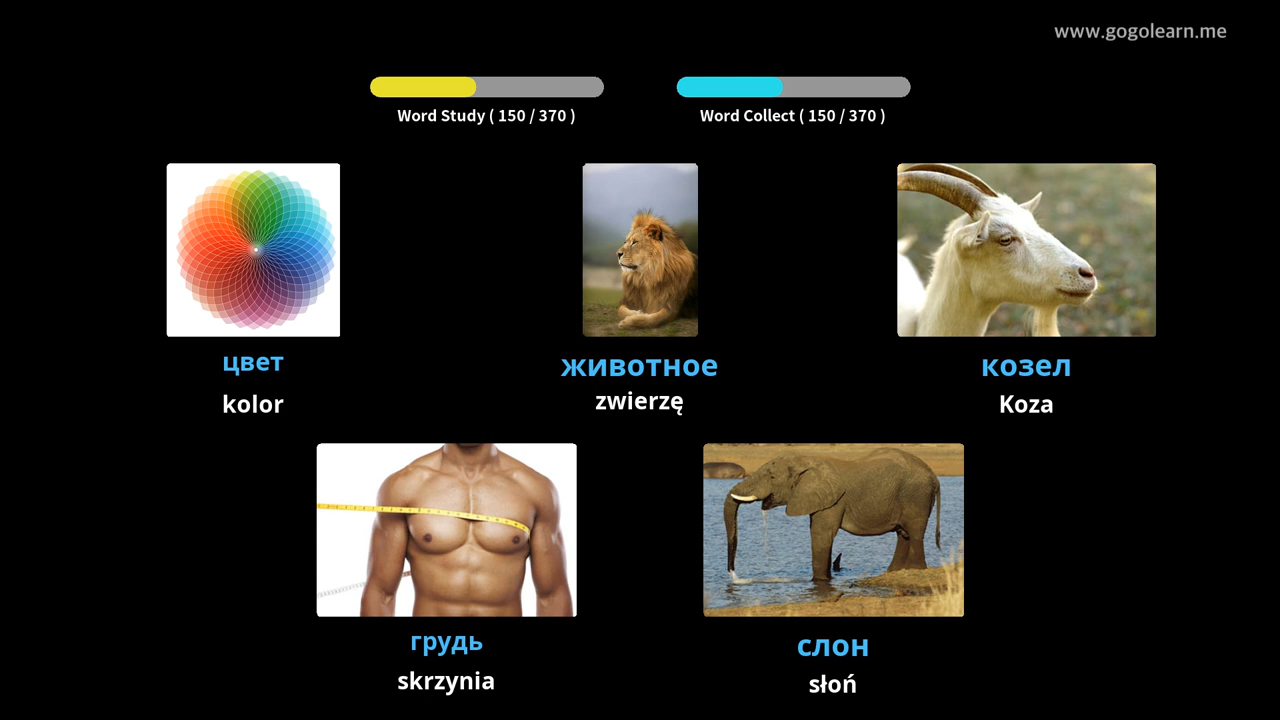 www.gogolearn.me
Word Study ( 150 / 370 )
Word Collect ( 150 / 370 )
цвет
kolor
животное
zwierzę
козел
Koza
грудь
skrzynia
слон
słoń